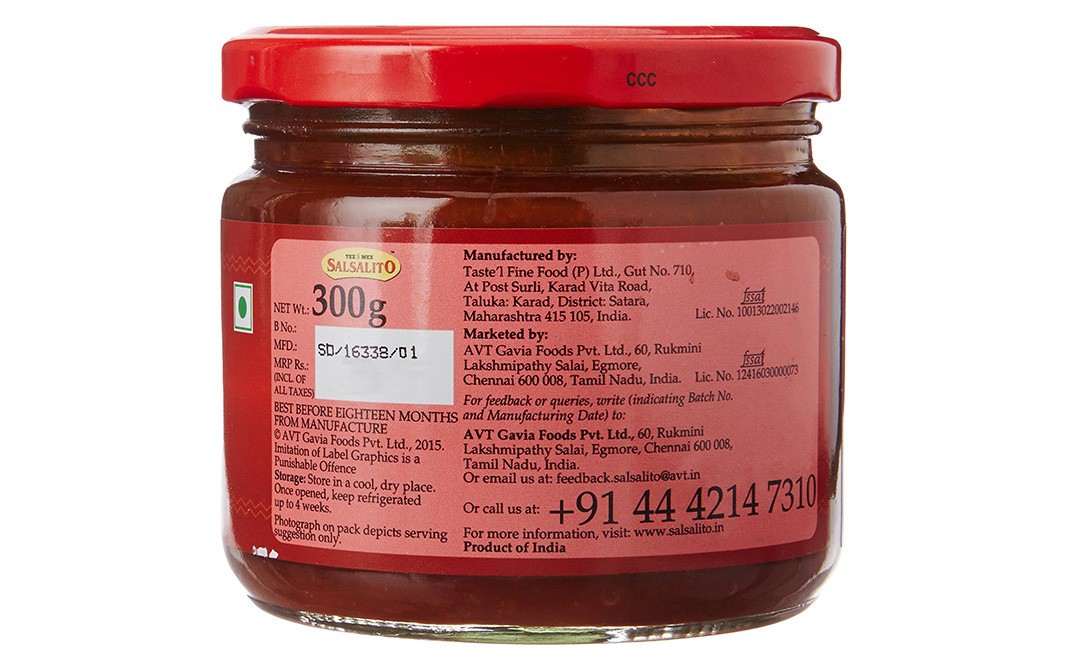 CCC
TEX MEX
SALSALITO
NET Wt.: 300g
B No.:
MFD.: SD/16338/01
MRP Rs.:
(INCL. OF
ALL TAXES)
BEST BEFORE EIGHTEEN MONTHS
FROM MANUFACTURE
© AVT Gavia Foods Pvt. Ltd., 2015.
Imitation of Label Graphics is a
Punishable Offence
Storage: Store in a cool, dry place.
Once opened, keep refrigerated
up to 4 weeks.
Photograph on pack depicts serving
suggestion only.
Manufactured by:
Taste'l Fine Food (P) Ltd., Gut No. 710,
At Post Surli, Karad Vita Road,
Taluka: Karad, District: Satara,
Maharashtra 415 105, India.
fssai
Lic. No. 10013022002146
Marketed by:
AVT Gavia Foods Pvt. Ltd., 60, Rukmini
Lakshmipathy Salai, Egmore,
Chennai 600 008, Tamil Nadu, India.
fssai
Lic. No. 12416030000073
For feedback or queries, write (indicating Batch No.
and Manufacturing Date) to:
AVT Gavia Foods Pvt. Ltd., 60, Rukmini
Lakshmipathy Salai, Egmore, Chennai 600 008,
Tamil Nadu, India.
Or email us at: feedback.salsalito@avt.in
Or call us at: +91 44 4214 7310
For more information, visit: www.salsalito.in
Product of India